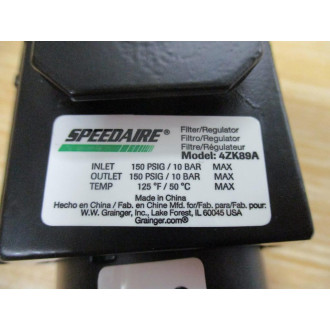 SPEEDAIRE®
Filter/Regulator
Filtro/Regulador
Filtre/Régulateur
Model: 4ZK89A
INLET 150 PSIG / 10 BAR MAX
OUTLET 150 PSIG / 10 BAR MAX
TEMP 125 °F / 50 °C MAX
Made in China
Hecho en China / Fab. en Chine Mfd. for/Fab. para/Fab. pour:
W.W. Grainger, Inc., Lake Forest, IL 60045 USA
Grainger.com®